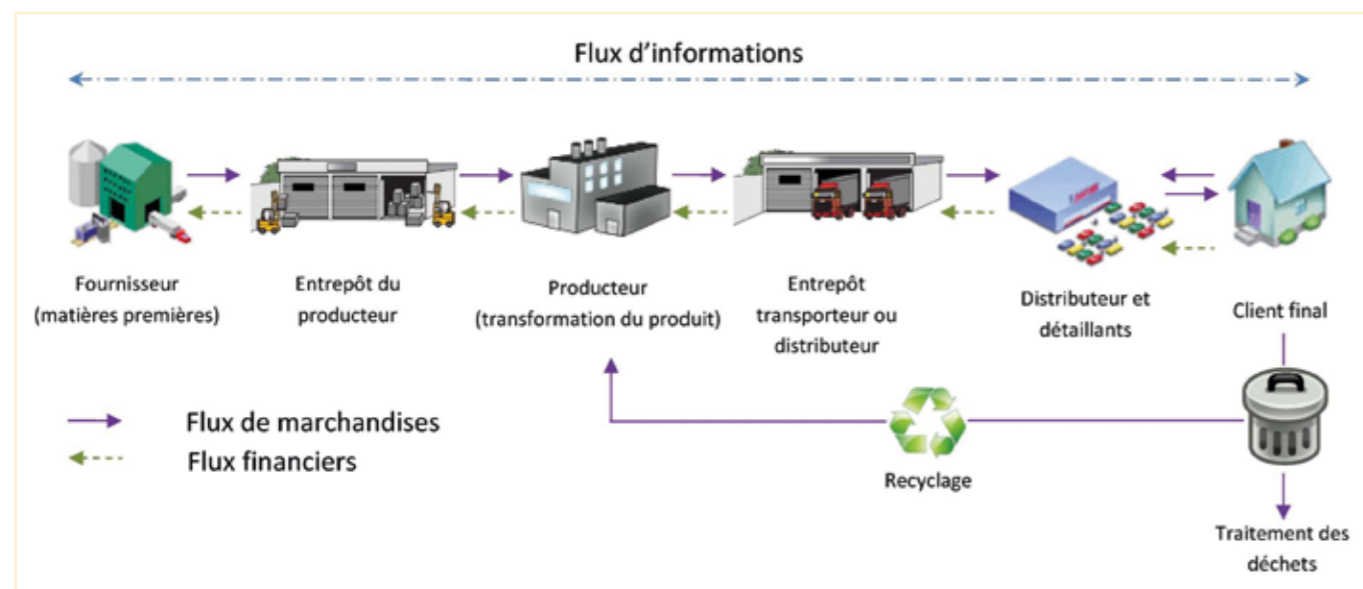 Flux d'informations
Fournisseur
(matières premières)
Entrepôt du
producteur
Producteur
(transformation du produit)
Entrepôt
transporteur ou
distributeur
Distributeur et
détaillants
Client final
Flux de marchandises
Flux financiers
Recyclage
Traitement des
déchets